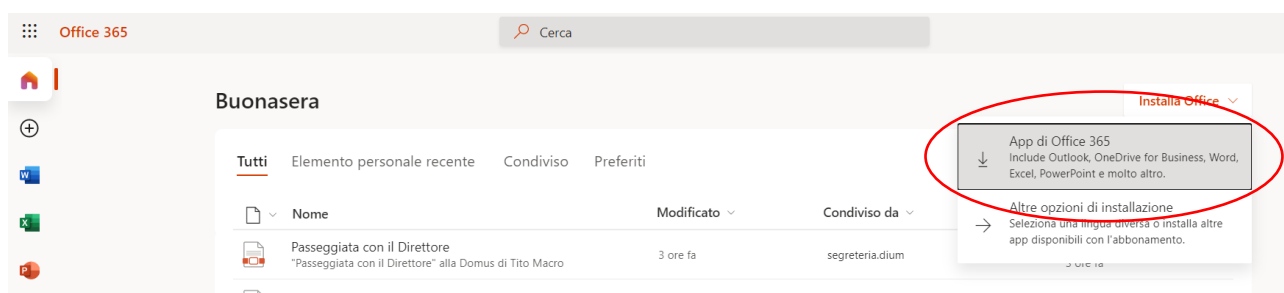 Office 365
Cerca
Buonasera
Installa Office
Tutti Elemento personale recente Condiviso Preferiti
App di Office 365
Include Outlook, OneDrive for Business, Word,
Excel, PowerPoint e molto altro.
Altre opzioni di installazione
Seleziona una lingua diversa o installa altre
app disponibili con l'abbonamento.
Nome Modificato Condiviso da
Passeggiata con il Direttore
"Passeggiata con il Direttore" alla Domus di Tito Macro
3 ore fa segreteria.dium 3 ore fa